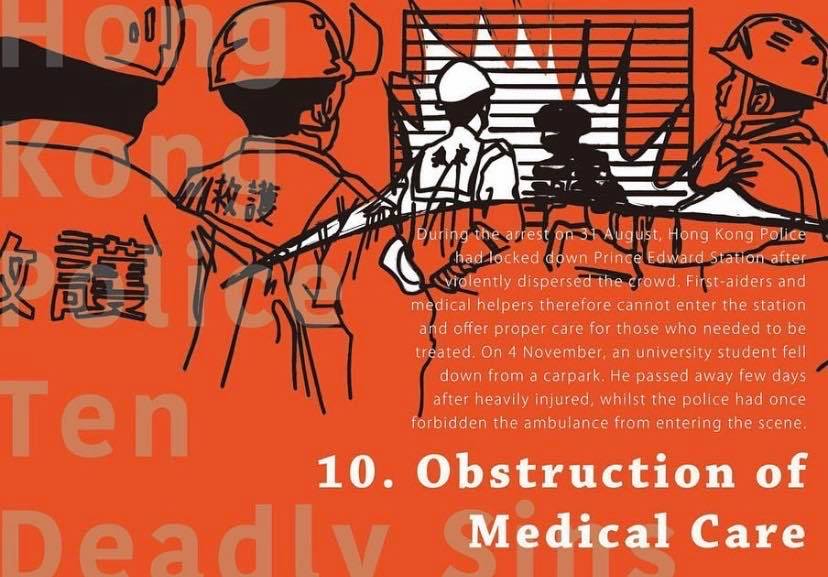 Hong
Kong
Police
Ten
Deadly Sins
救護
救護
During the arrest on 31 August, Hong Kong Police
had locked down Prince Edward Station after
violently dispersed the crowd. First-aiders and
medical helpers therefore cannot enter the station
and offer proper care for those who needed to be
treated. On 4 November, an university student fell
down from a carpark. He passed away few days
after heavily injured, whilst the police had once
forbidden the ambulance from entering the scene.
10. Obstruction of
Medical Care